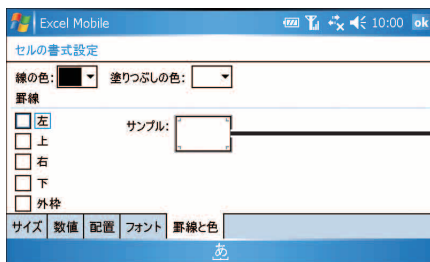 Excel Mobile 10:00 ok
セルの書式設定
線の色: 塗りつぶしの色:
罫線
左
サンプル:
上
右
下
外枠
サイズ 数値 配置 フォント 罫線と色
あ